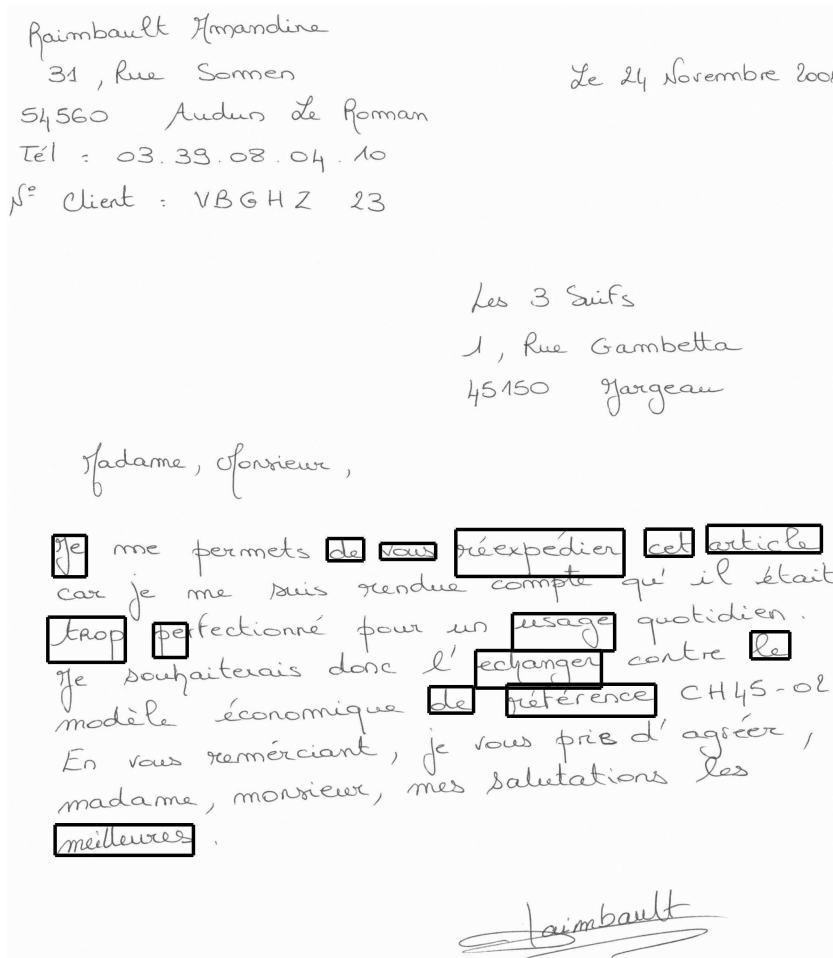 Raimbault Amandine
31, Rue Sormen
Le 24 Novembre
54560 Audun Le Roman
Tél : 03.39.08.04.10
N° Client : VBGHZ 23
Les 3 Suifs
1, Rue Gambetta
45150 Jargeau
Madame, Monsieur,
Je me permets de vous réexpédier cet article
car je me suis rendue compte qu'il était
trop perfectionné pour un usage quotidien.
Je souhaiterais donc l'echanger contre le
modèle économique de référence CH45-02
En vous remérciant, je vous prie d'agréer,
madame, monsieur, mes salutations les
meilleures.
Raimbault